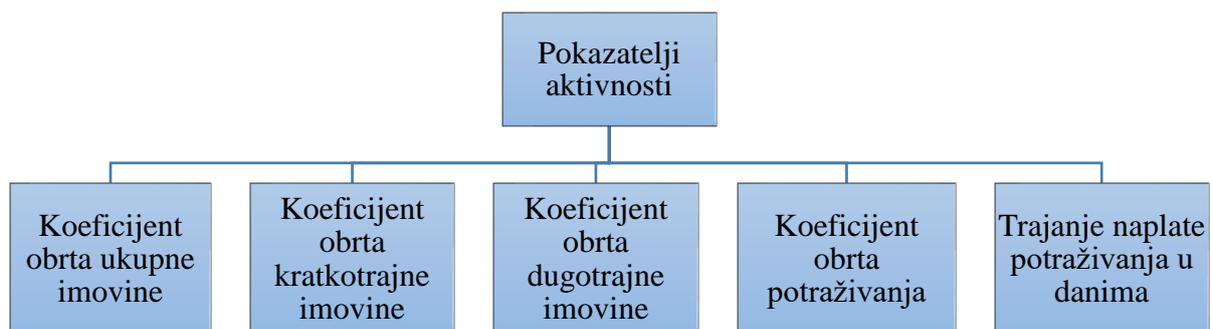 Pokazatelji
aktivnosti
Koeficijent
obrta ukupne
imovine
Koeficijent
obrta
kratkotrajne
imovine
Koeficijent
obrta
dugotrajne
imovine
Koeficijent
obrta
potraživanja
Trajanje naplate
potraživanja u
danima